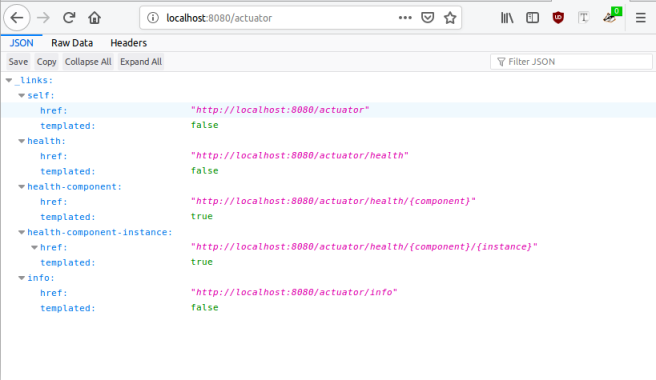 localhost:8080/actuator
0
JSON Raw Data Headers
Save Copy Collapse All Expand All Filter JSON
_links:
self:
href: "http://localhost:8080/actuator"
templated: false
health:
href: "http://localhost:8080/actuator/health"
templated: false
health-component:
href: "http://localhost:8080/actuator/health/{component}"
templated: true
health-component-instance:
href: "http://localhost:8080/actuator/health/{component}/{instance}"
templated: true
info:
href: "http://localhost:8080/actuator/info"
templated: false